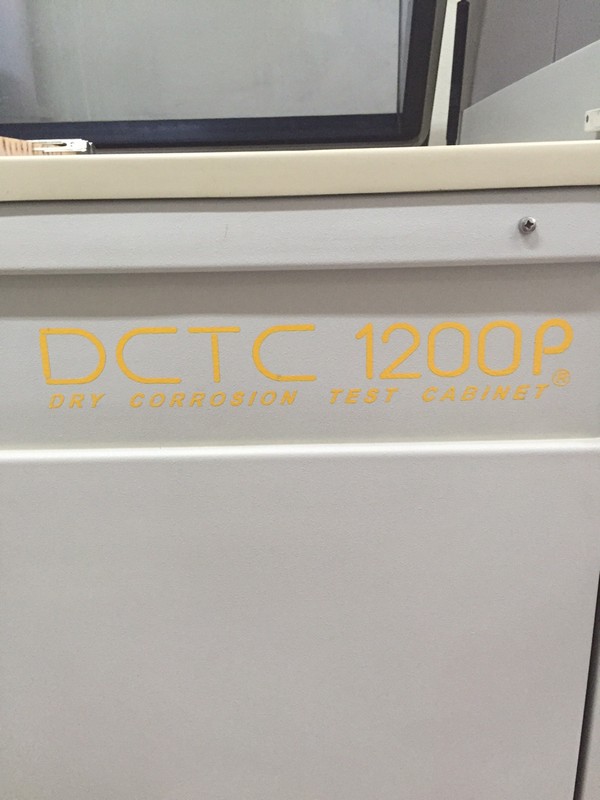 DCTC 1200P
DRY CORROSION TEST CABINET®